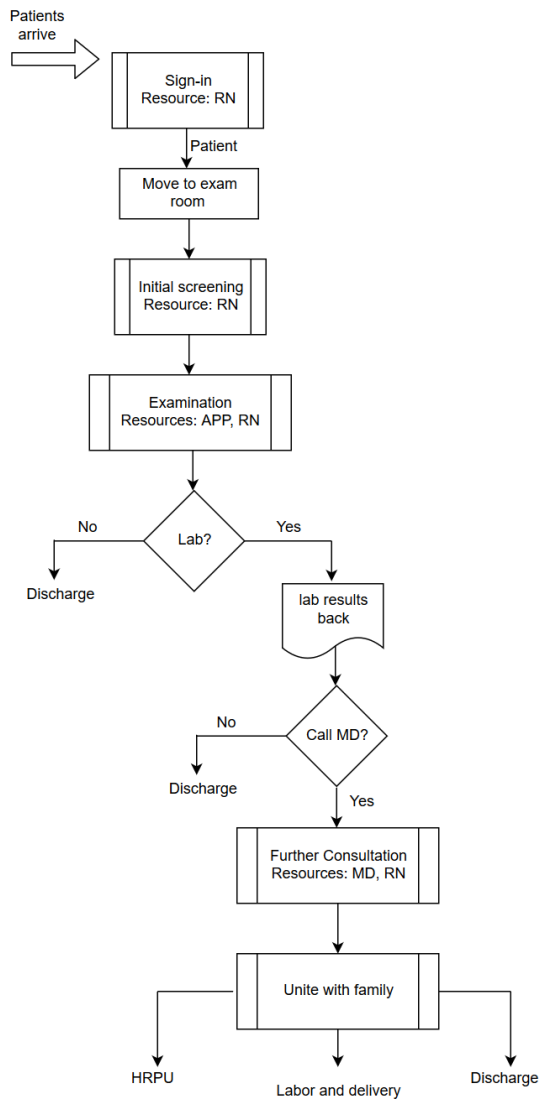 Patients
arrive
Sign-in
Resource: RN
Patient
Move to exam
room
Initial screening
Resource: RN
Examination
Resources: APP, RN
No
Lab?
Yes
Discharge
lab results
back
No
Call MD?
Discharge
Yes
Further Consultation
Resources: MD, RN
Unite with family
HRPU
Labor and delivery
Discharge